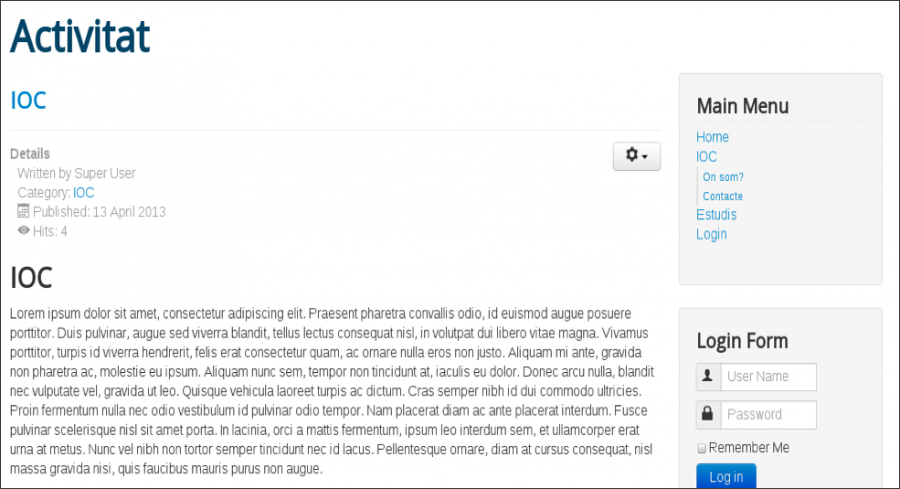 Activitat
IOC
Details
Written by Super User
Category: IOC
Published: 13 April 2013
Hits: 4
IOC
Lorem ipsum dolor sit amet, consectetur adipiscing elit. Praesent pharetra convallis odio, id euismod augue posuere
porttitor. Duis pulvinar, augue sed viverra blandit, tellus lectus consequat nisl, in volutpat dui libero vitae magna. Vivamus
porttitor, turpis id viverra hendrerit, felis erat consectetur quam, ac ornare nulla eros non justo. Aliquam mi ante, gravida
non pharetra ac, molestie eu ipsum. Aliquam nunc sem, tempor non tincidunt at, iaculis eu dolor. Donec arcu nulla, blandit
nec vulputate vel, gravida ut leo. Quisque vehicula laoreet turpis ac dictum. Cras semper nibh id dui commodo ultricies.
Proin fermentum nulla nec odio vestibulum id pulvinar odio tempor. Nam placerat diam ac ante placerat interdum. Fusce
pulvinar scelerisque nisl sit amet porta. In lacinia, orci a mattis fermentum, ipsum leo interdum sem, et ullamcorper erat
urna at metus. Nunc vel nibh non tortor semper tincidunt nec id lacus. Pellentesque ornare, diam at cursus consequat, nisl
massa gravida nisi, quis faucibus mauris purus non augue.
Main Menu
Home
IOC
On som?
Contacte
Estudis
Login
Login Form
User Name
Password
Remember Me
Log in